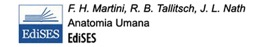 F. H. Martini, R. B. Tallitsch, J. L. Nath
Anatomia Umana
EdiSES
EdiSES